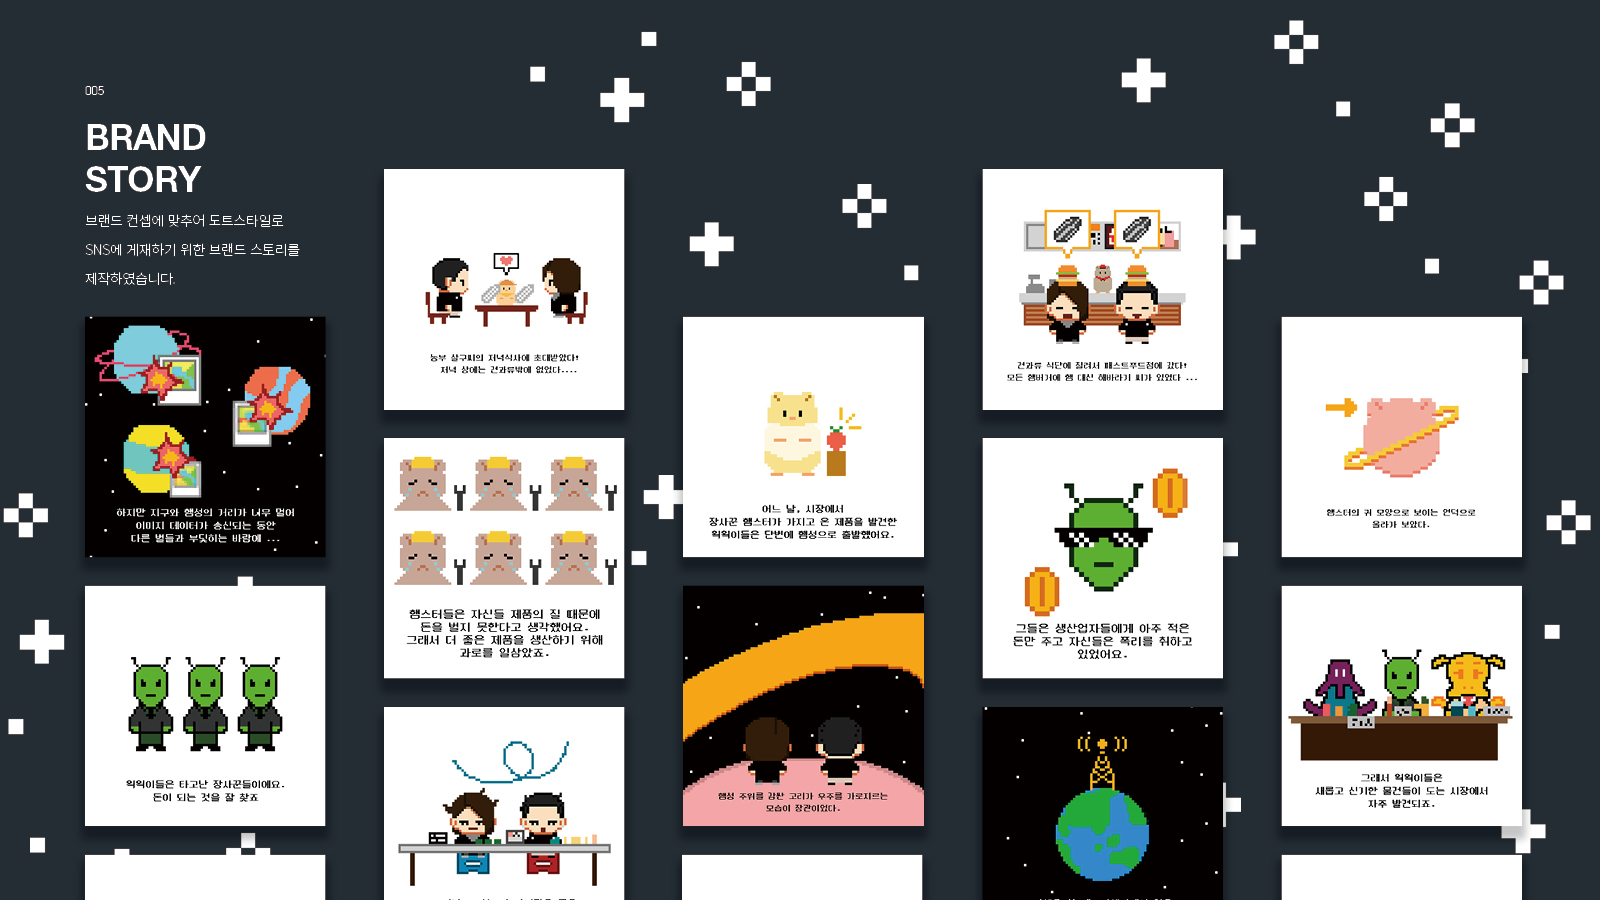 005
BRAND
STORY
브랜드 컨셉에 맞추어 도트스타일로
SNS에 게재하기 위한 브랜드 스토리를
제작하였습니다.
하지만 지구와 햄성의 거리가 너무 멀어
이미지 데이터가 송신되는 동안
다른 별들과 부딪히는 바람에 ...
웍웍이들은 타고난 장사꾼들이에요.
돈이 되는 것을 잘 찾죠
농부 살구씨의 저녁식사에 초대받았다!
저녁 상에는 견과류밖에 없었다....
햄스터들은 자신들 제품의 질 때문에
돈을 벌지 못한다고 생각했어요.
그래서 더 좋은 제품을 생산하기 위해
과로를 일삼았죠.
어느 날, 시장에서
장사꾼 햄스터가 가지고 온 제품을 발견한
웍웍이들은 단번에 햄성으로 출발했어요.
햄성 주위를 감싼 고리가 우주를 가로지르는
모습이 장관이었다.
견과류 식단에 질려서 패스트푸드점에 갔다!
모든 햄버거에 햄 대신 해바라기 씨가 있었다 ...
그들은 생산업자들에게 아주 적은
돈만 주고 자신들은 폭리를 취하고
있었어요.
햄스터의 귀 모양으로 보이는 언덕으로
올라가 보았다.
그래서 웍웍이들은
새롭고 신기한 물건들이 도는 시장에서
자주 발견되죠.